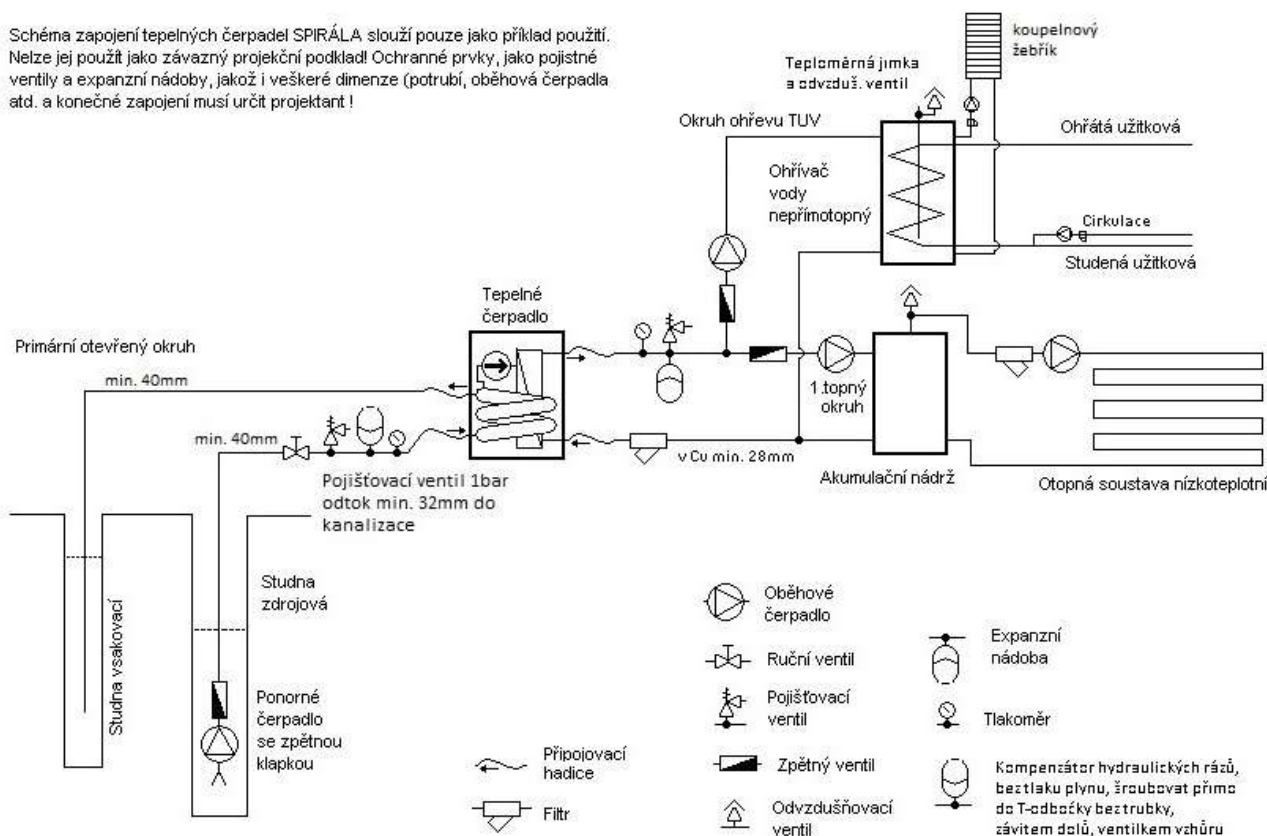 Schéma zapojení tepelných čerpadel SPIRÁLA slouží pouze jako příklad použití.
Nelze jej použít jako závazný projekční podklad! Ochranné prvky, jako pojistné
ventily a expanzní nádoby, jakož i veškeré dimenze (potrubí, oběhová čerpadla
atd. a konečné zapojení musí určit projektant !
koupelnový
žebřík
Teploměrná jímka
a odvzduš. ventil
Okruh ohřevu TUV
Ohřátá užitková
Ohřívač
vody
nepřímotopný
Cirkulace
Studená užitková
Tepelné
čerpadlo
Primární otevřený okruh
min. 40mm
1.topný
okruh
min. 40mm
v Cu min. 28mm
Akumulační nádrž
Otopná soustava nízkoteplotní
Pojišťovací ventil 1bar
odtok min. 32mm do
kanalizace
Studna
zdrojová
Studna vsakovací
Ponorné
čerpadlo
se zpětnou
klapkou
Připojovací
hadice
Filtr
Oběhové
čerpadlo
Ruční ventil
Pojišťovací
ventil
Zpětný ventil
Odvzdušňovací
ventil
Expanzní
nádoba
Tlakoměr
Kompenzátor hydraulických rázů,
bez tlaku plynu, šroubovat přímo
do T-odbočky bez trubky,
závitem dolů, ventilkem vzhůru